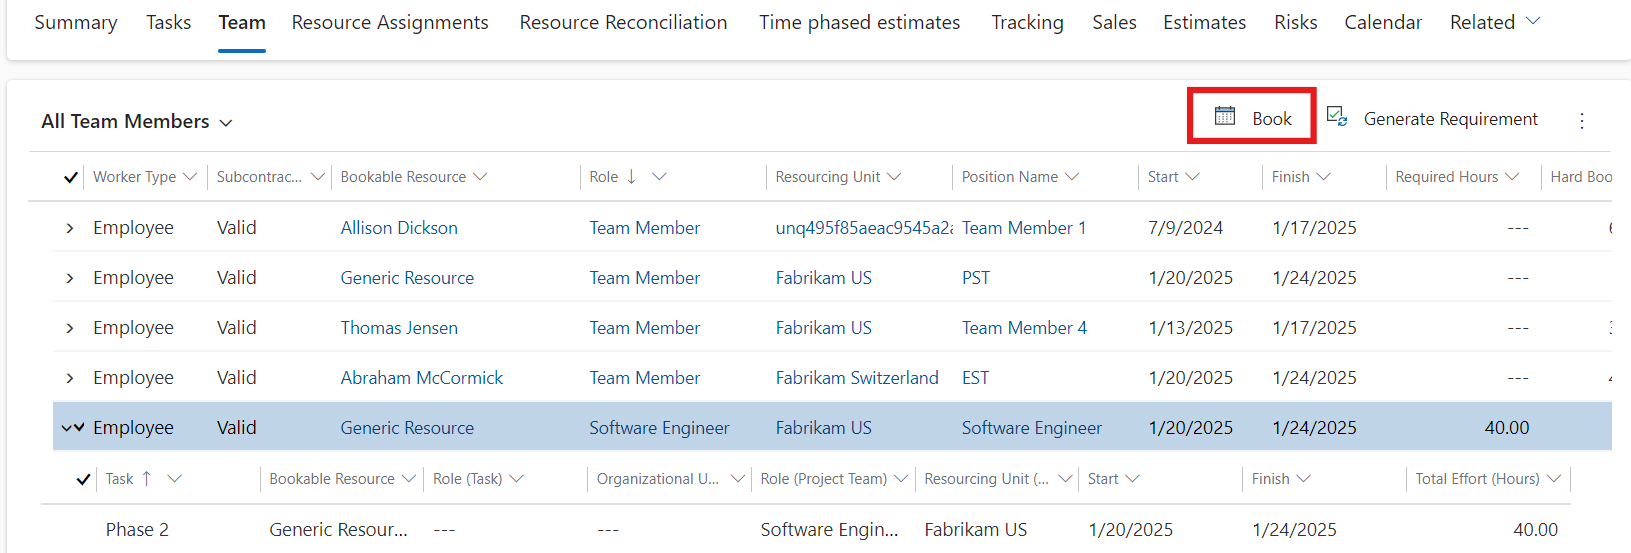 Summary Tasks Team Resource Assignments Resource Reconciliation Time phased estimates Tracking Sales Estimates Risks Calendar Related
All Team Members Book Generate Requirement
Worker Type Subcontrac... Bookable Resource Role Resourcing Unit Position Name Start Finish Required Hours Hard Boo
Employee Valid Allison Dickson Team Member unq495f85aeac9545a2a Team Member 1 7/9/2024 1/17/2025 ---
Employee Valid Generic Resource Team Member Fabrikam US PST 1/20/2025 1/24/2025 ---
Employee Valid Thomas Jensen Team Member Fabrikam US Team Member 4 1/13/2025 1/17/2025 ---
Employee Valid Abraham McCormick Team Member Fabrikam Switzerland EST 1/20/2025 1/24/2025 ---
Employee Valid Generic Resource Software Engineer Fabrikam US Software Engineer 1/20/2025 1/24/2025 40.00
Task Bookable Resource Role (Task) Organizational U... Role (Project Team) Resourcing Unit (... Start Finish Total Effort (Hours)
Phase 2 Generic Resour... --- --- Software Engin... Fabrikam US 1/20/2025 1/24/2025 40.00